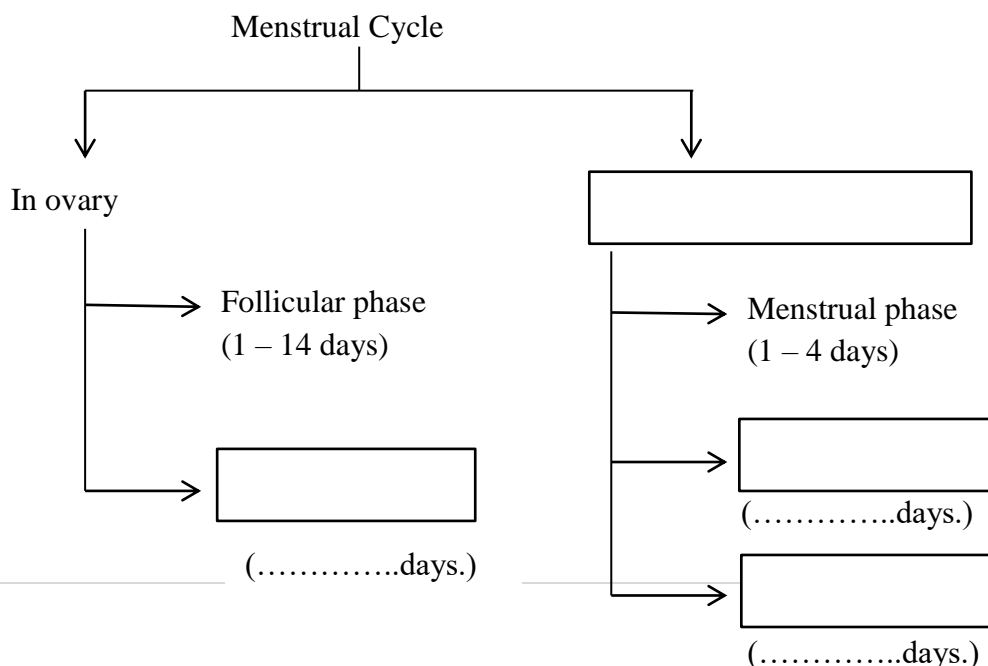 Menstrual Cycle
In ovary
Follicular phase
(1 – 14 days)
(…………..days.)
Menstrual phase
(1 – 4 days)
(…………..days.)
(…………..days.)